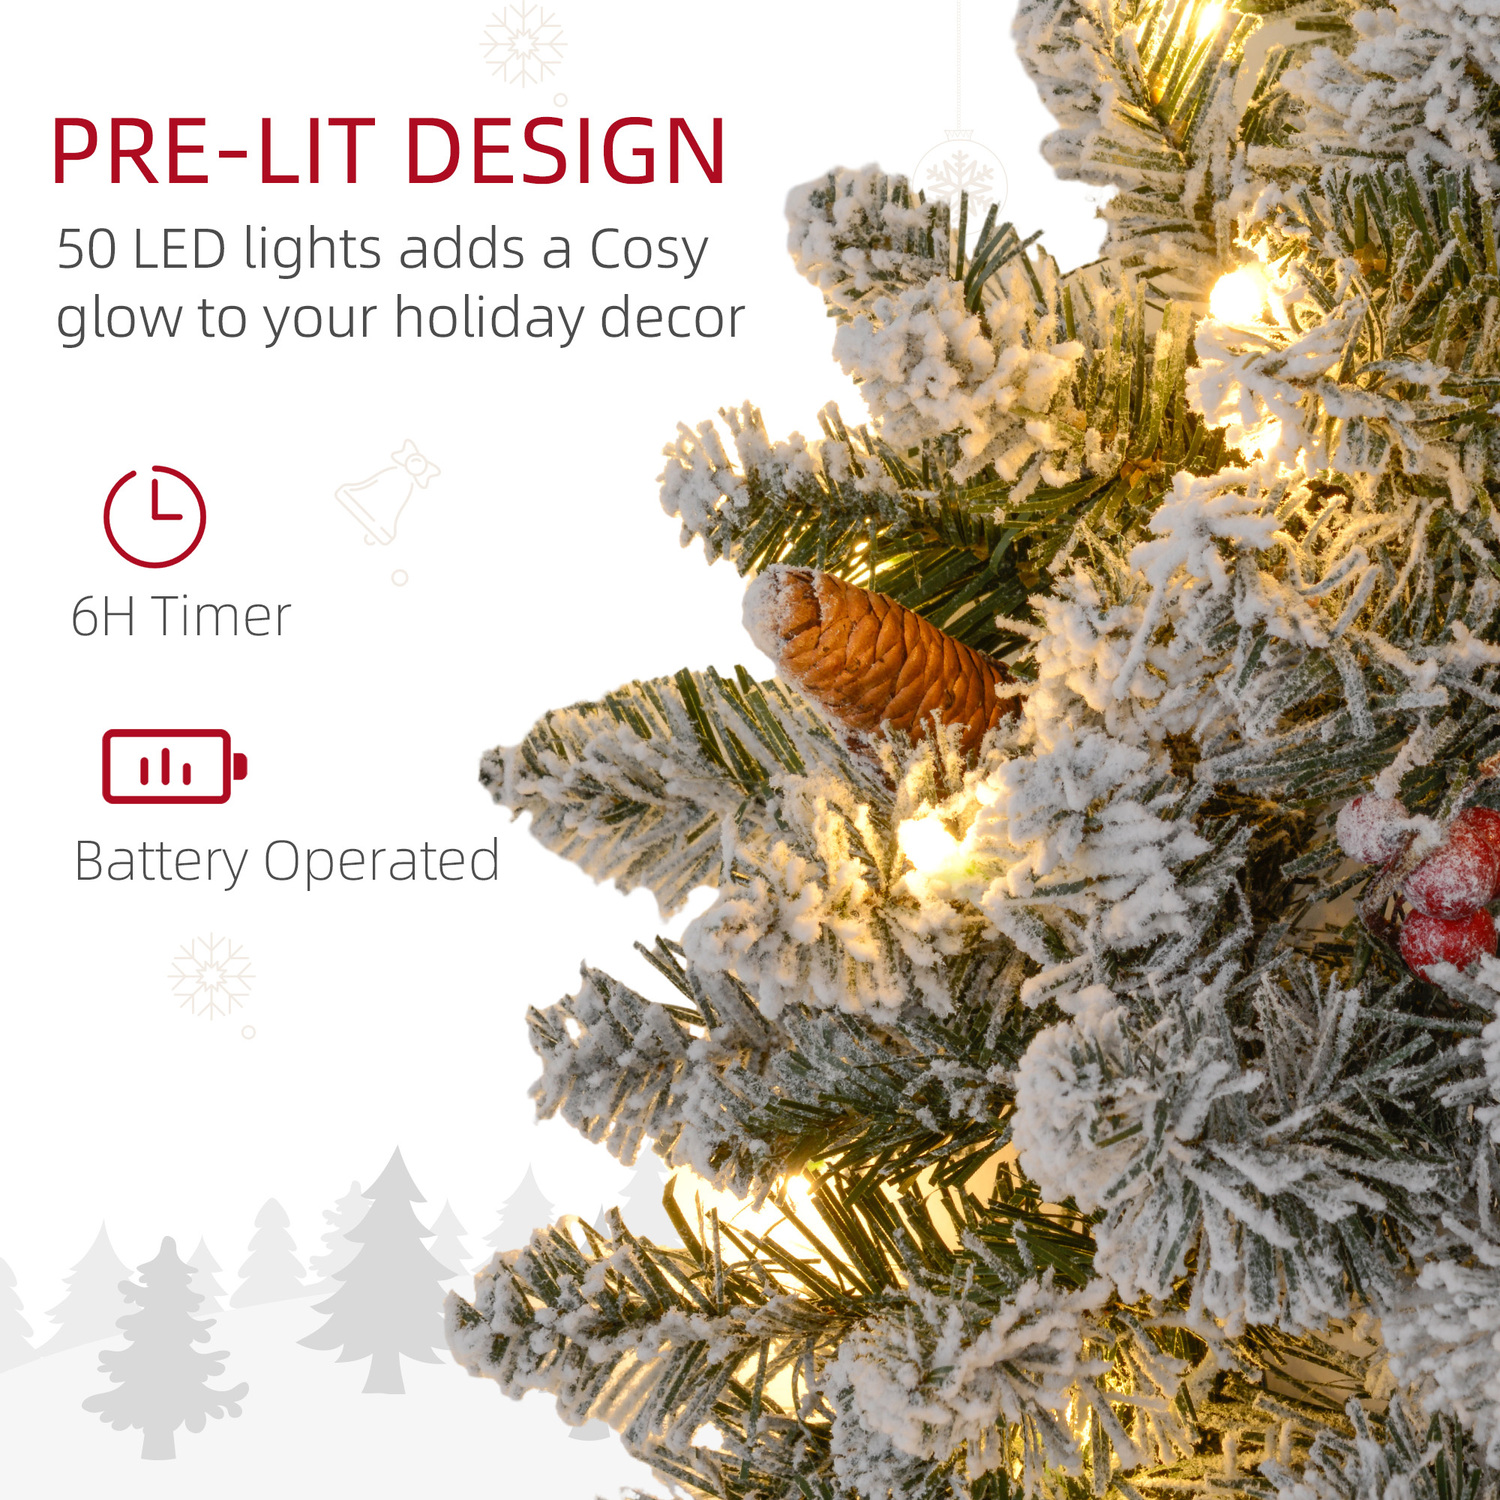 PRE-LIT DESIGN
50 LED lights adds a Cosy
glow to your holiday decor
6H Timer
Battery Operated